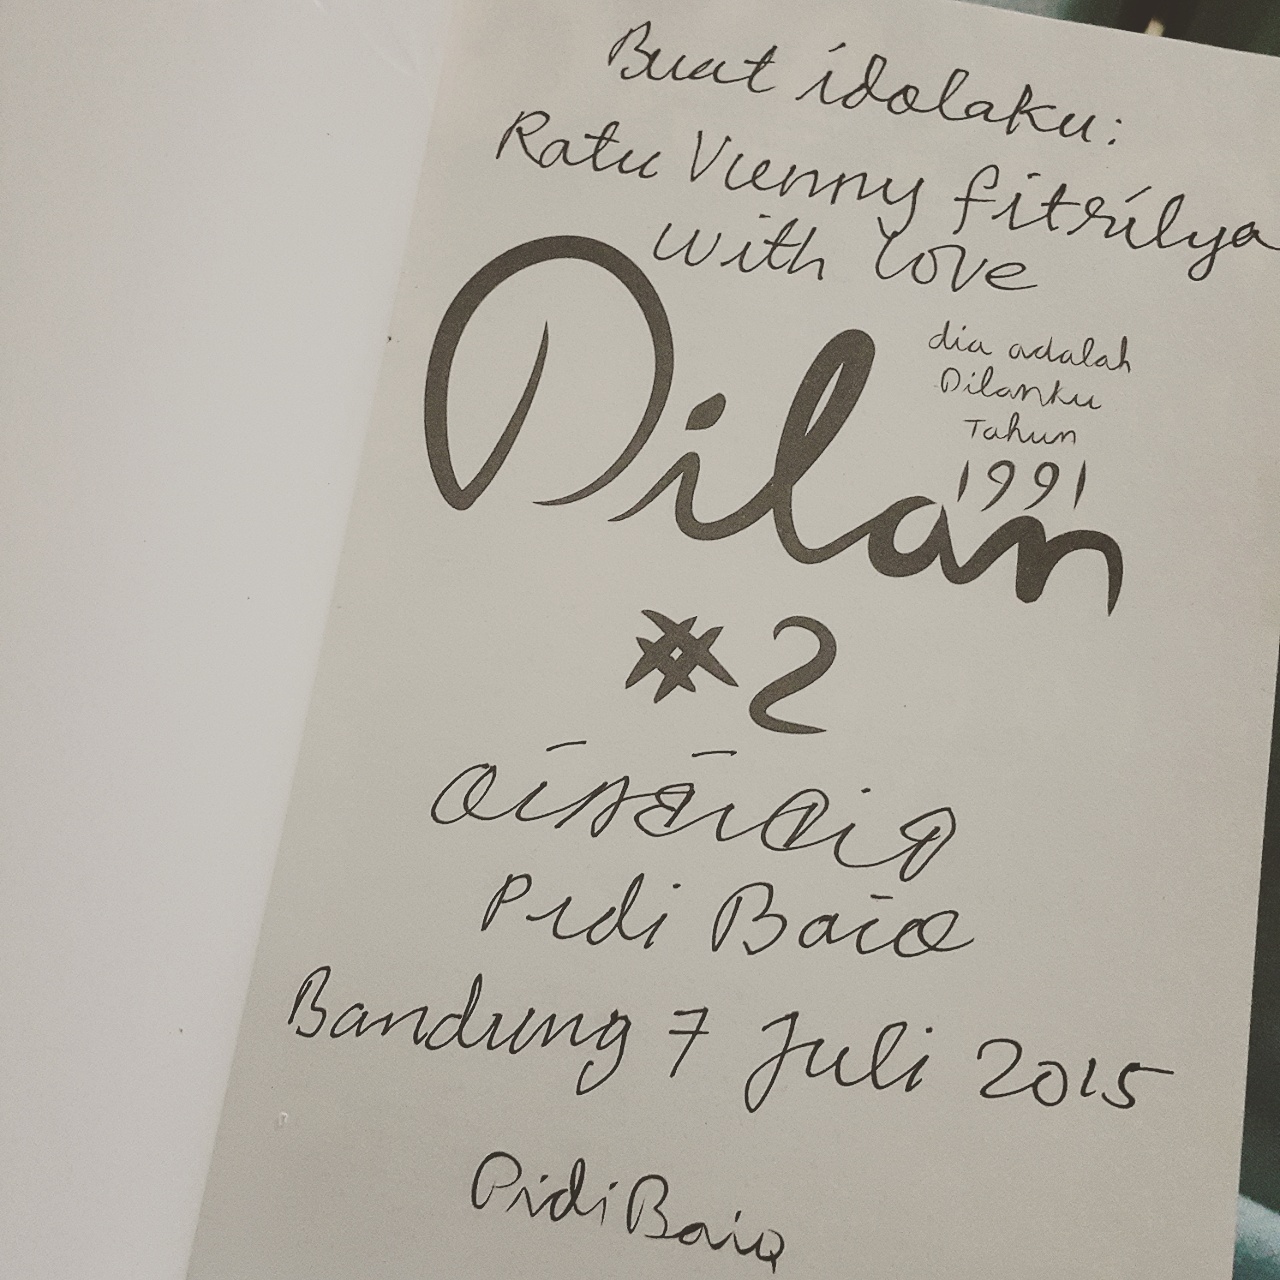 Buat idolaku:
Ratu Vienny fitrilya
with love
Dilan
dia adalah
Dilanku
Tahun
1991
#2
Pidi Baiq
Bandung 7 Juli 2015
Pidi Baiq